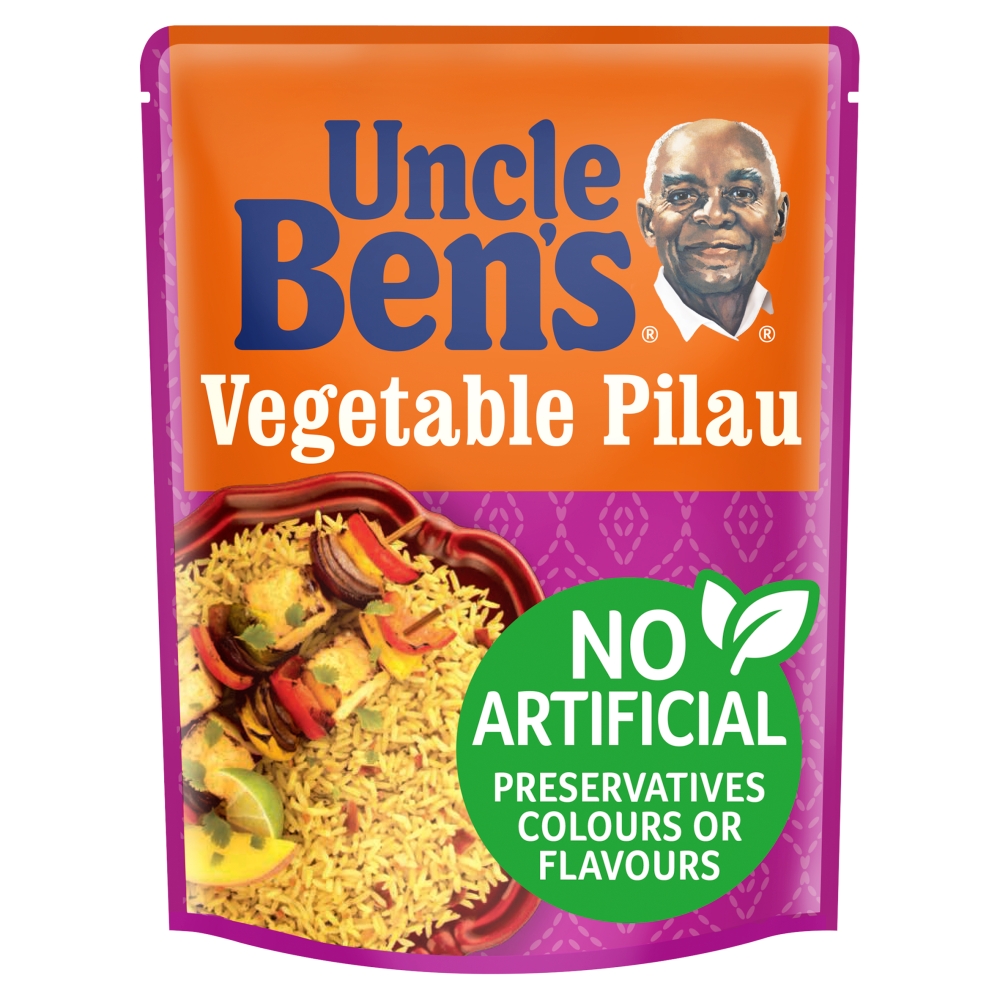 Uncle
Ben's®
®
Vegetable Pilau
NO
ARTIFICIAL
PRESERVATIVES
COLOURS OR
FLAVOURS